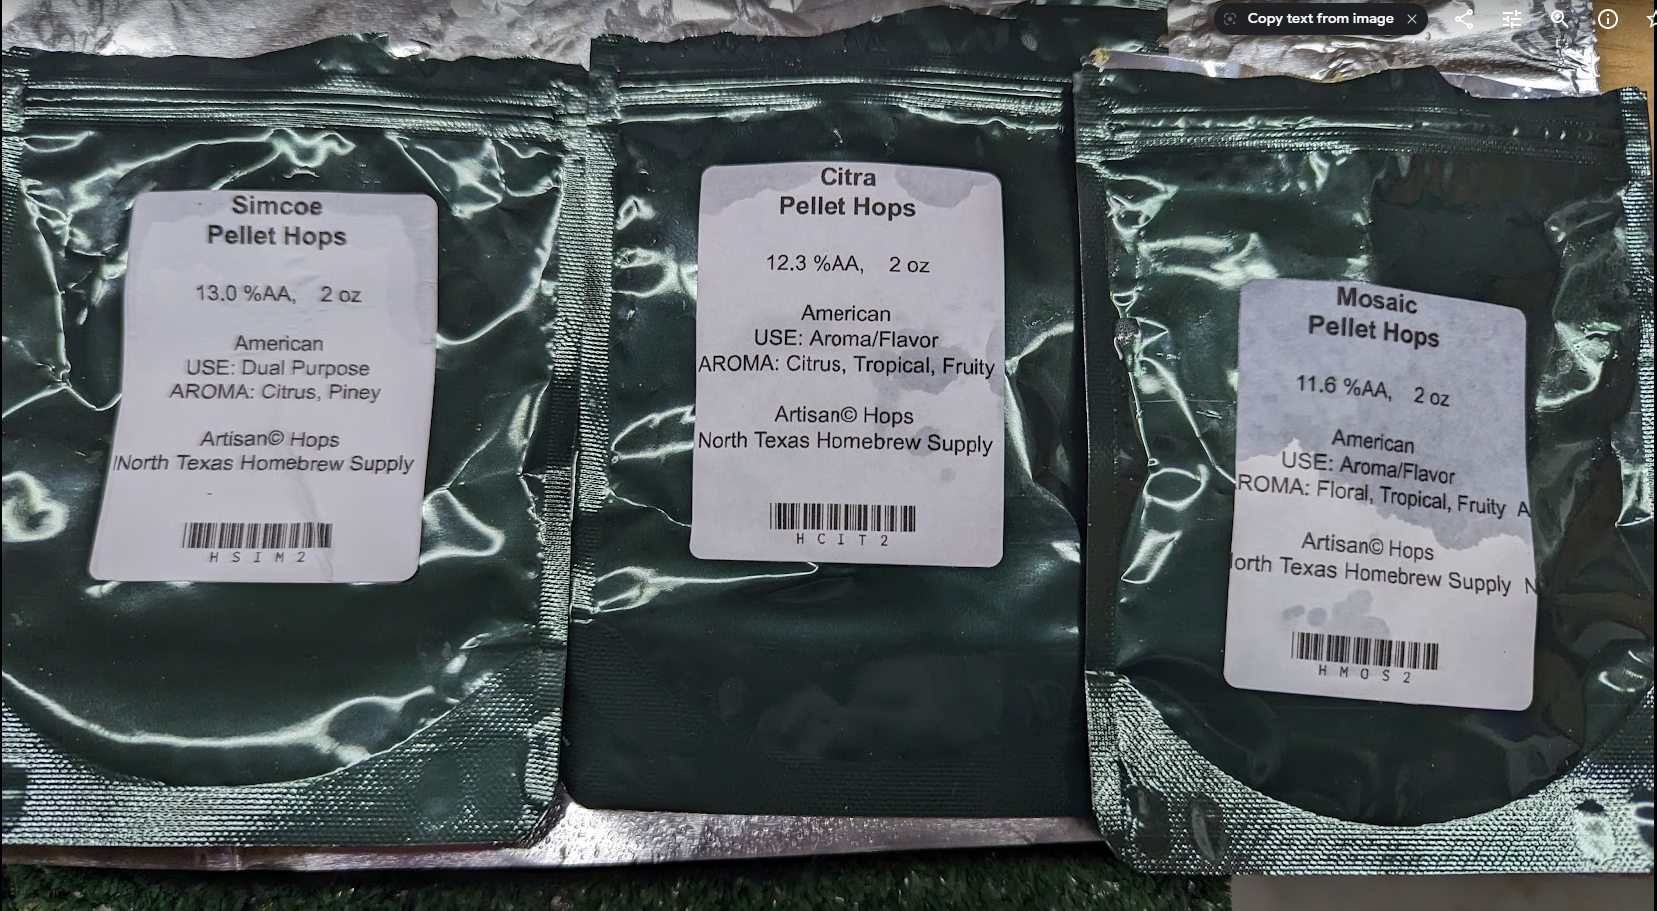 Copy text from image
Simcoe
Pellet Hops
13.0 %AA, 2 oz
American
USE: Dual Purpose
AROMA: Citrus, Piney
Artisan© Hops
North Texas Homebrew Supply
HSIM2
Citra
Pellet Hops
12.3 %AA, 2 oz
American
USE: Aroma/Flavor
AROMA: Citrus, Tropical, Fruity
Artisan© Hops
North Texas Homebrew Supply
HCIT2
Mosaic
Pellet Hops
11.6 %AA, 2 oz
American
USE: Aroma/Flavor
ROMA: Floral, Tropical, Fruity A
Artisan© Hops
orth Texas Homebrew Supply N
HMOS2